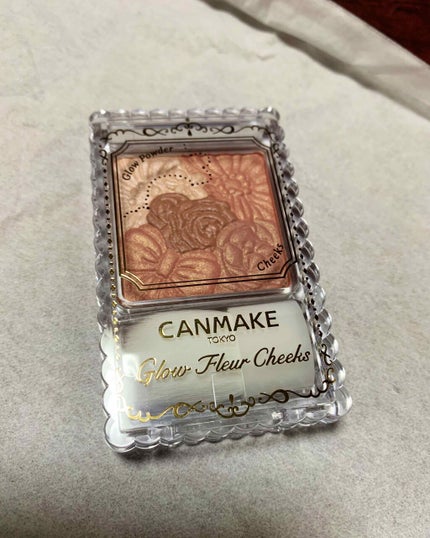 Glow Powder
Cheeks
CANMAKE
TOKYO
Glow Fleur Cheeks